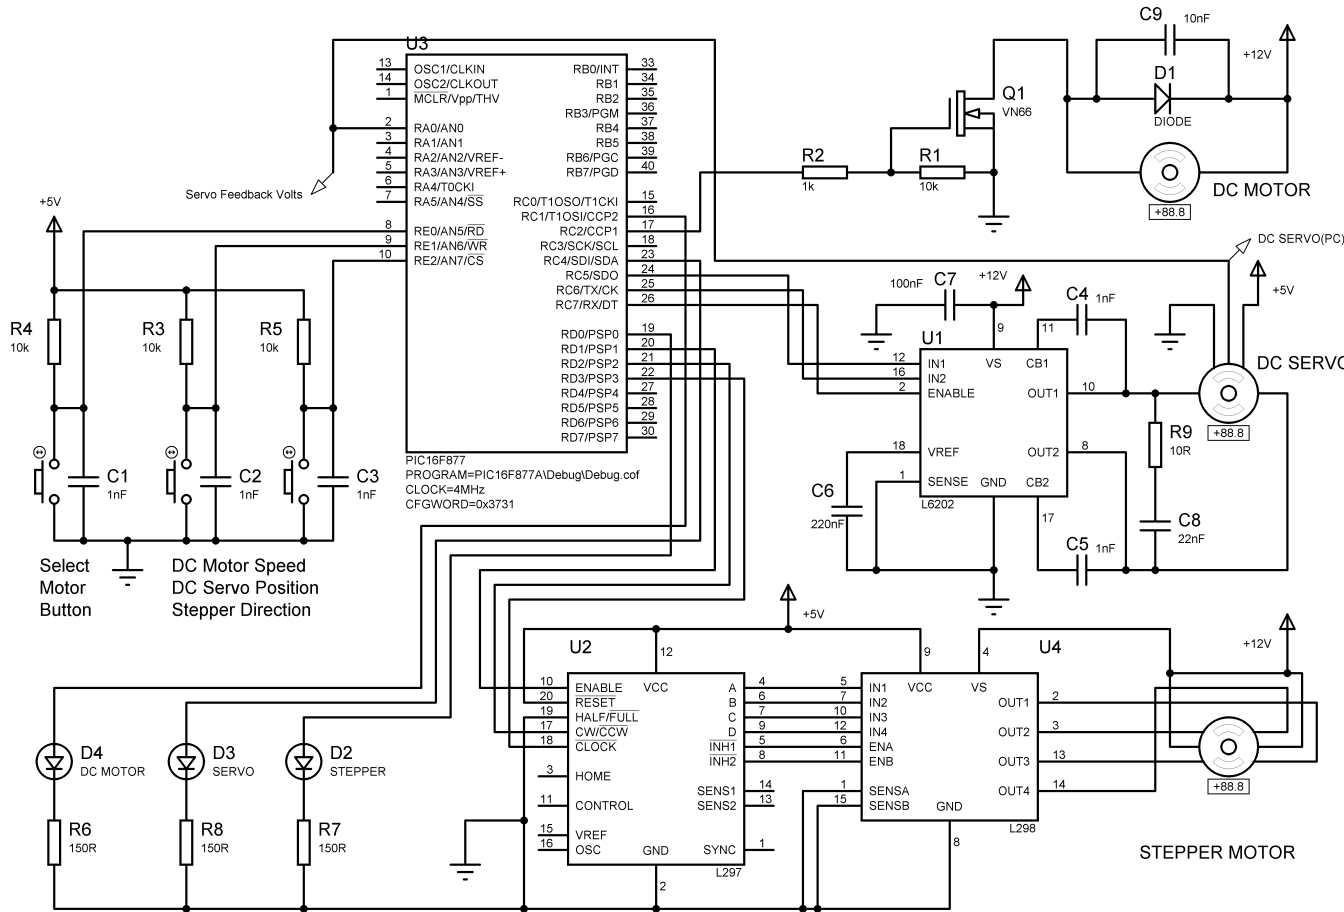 C9
10nF
+12V
U3
13 OSC1/CLKIN RB0/INT 33
14 OSC2/CLKOUT RB1 34
1 MCLR/Vpp/THV RB2 35
RB3/PGM 36
2 RA0/AN0 RB4 37
3 RA1/AN1 RB5 38
4 RA2/AN2/VREF- RB6/PGC 39
5 RA3/AN3/VREF+ RB7/PGD 40
6 RA4/T0CKI
7 RA5/AN4/SS RC0/T1OSO/T1CKI 15
RC1/T1OSI/CCP2 16
8 RE0/AN5/RD RC2/CCP1 17
9 RE1/AN6/WR RC3/SCK/SCL 18
10 RE2/AN7/CS RC4/SDI/SDA 23
RC5/SDO 24
RC6/TX/CK 25
RC7/RX/DT 26
RD0/PSP0 19
RD1/PSP1 20
RD2/PSP2 21
RD3/PSP3 22
RD4/PSP4 27
RD5/PSP5 28
RD6/PSP6 29
RD7/PSP7 30
PIC16F877
PROGRAM=PIC16F877A\Debug\Debug.cof
CLOCK=4MHz
CFGWORD=0x3731
Servo Feedback Volts
+5V
Q1
VN66
D1
DIODE
R2
1k
R1
10k
DC MOTOR
+88.8
DC SERVO(PC)
+5V
C7
100nF
+12V
C4
1nF
U1
9 11
12 IN1 VS CB1
16 IN2
2 ENABLE OUT1 10
18 VREF OUT2 8
1 SENSE GND CB2
L6202
17
DC SERVO
+88.8
R9
10R
C6
220nF
C5
1nF
C8
22nF
R4
10k
R3
10k
R5
10k
C1
1nF
C2
1nF
C3
1nF
Select
Motor
Button
DC Motor Speed
DC Servo Position
Stepper Direction
+5V
U2
12
10 ENABLE VCC A 4
20 RESET B 6
19 HALF/FULL C 7
17 CW/CCW D 9
18 CLOCK INH1 5
INH2 8
3 HOME
SENS1 14
11 CONTROL SENS2 13
15 VREF
16 OSC GND SYNC 1
L297
2
U4
9 4
5 IN1 VCC VS
7 IN2 OUT1 2
10 IN3
12 IN4 OUT2 3
6 ENA
11 ENB OUT3 13
1 SENSA OUT4 14
15 SENSB GND
L298
8
+12V
+88.8
STEPPER MOTOR
D4
DC MOTOR
D3
SERVO
D2
STEPPER
R6
150R
R8
150R
R7
150R